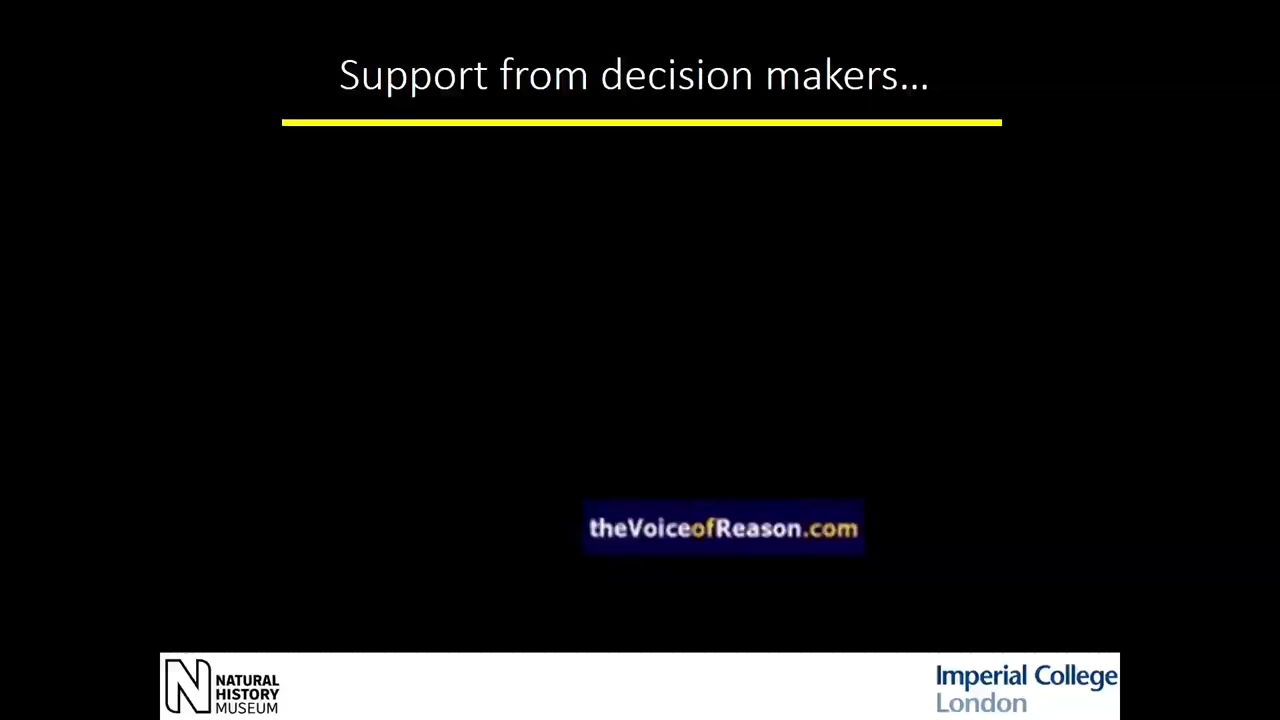 Support from decision makers...
theVoiceofReason.com
NATURAL
HISTORY
MUSEUM
Imperial College
London